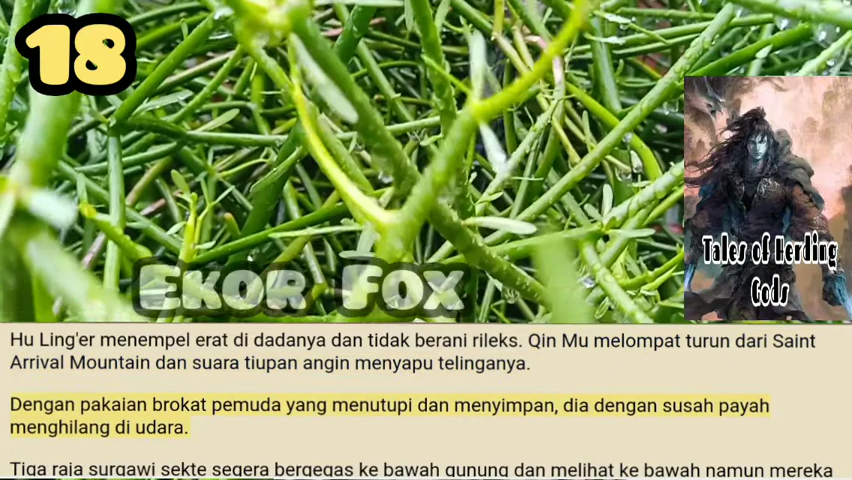 18
Tales of Herding
Gods
Ekor Fox
Hu Ling'er menempel erat di dadanya dan tidak berani rileks. Qin Mu melompat turun dari Saint
Arrival Mountain dan suara tiupan angin menyapu telinganya.
Dengan pakaian brokat pemuda yang menutupi dan menyimpan, dia dengan susah payah
menghilang di udara.
Tiga raja surgawi sekte segera bergegas ke bawah gunung dan melihat ke bawah namun mereka